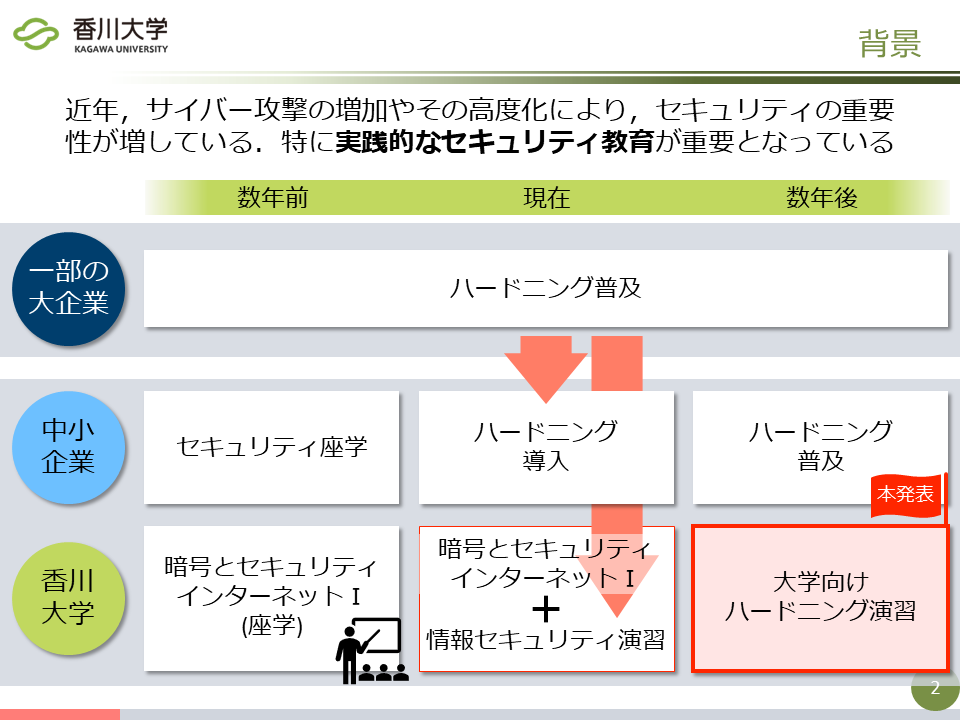 香川大学
KAGAWA UNIVERSITY
背景
近年，サイバー攻撃の増加やその高度化により，セキュリティの重要
性が増している．特に実践的なセキュリティ教育が重要となっている
数年前
現在
数年後
一部の
大企業
ハードニング普及
中小
企業
セキュリティ座学
ハードニング
導入
ハードニング
普及
本発表
香川
大学
暗号とセキュリティ
インターネットⅠ
(座学)
暗号とセキュリティ
インターネットⅠ
＋
情報セキュリティ演習
大学向け
ハードニング演習
2